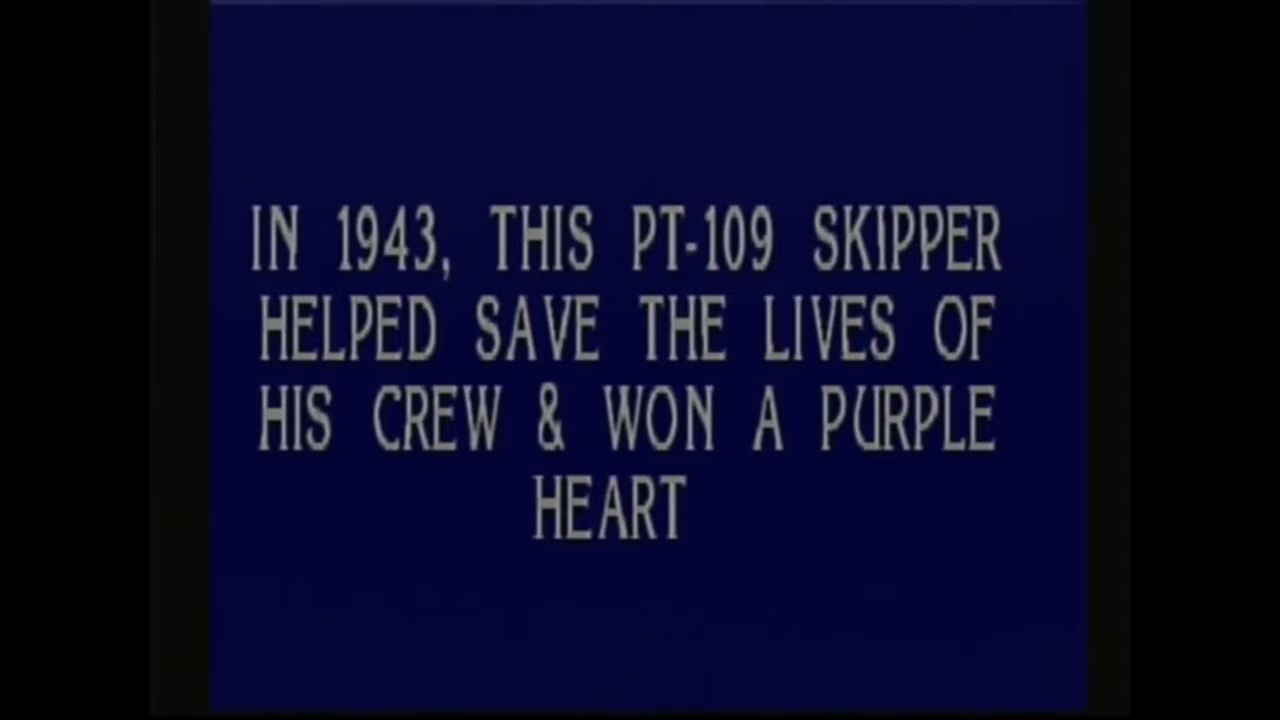 IN 1943, THIS PT-109 SKIPPER
HELPED SAVE THE LIVES OF
HIS CREW & WON A PURPLE
HEART